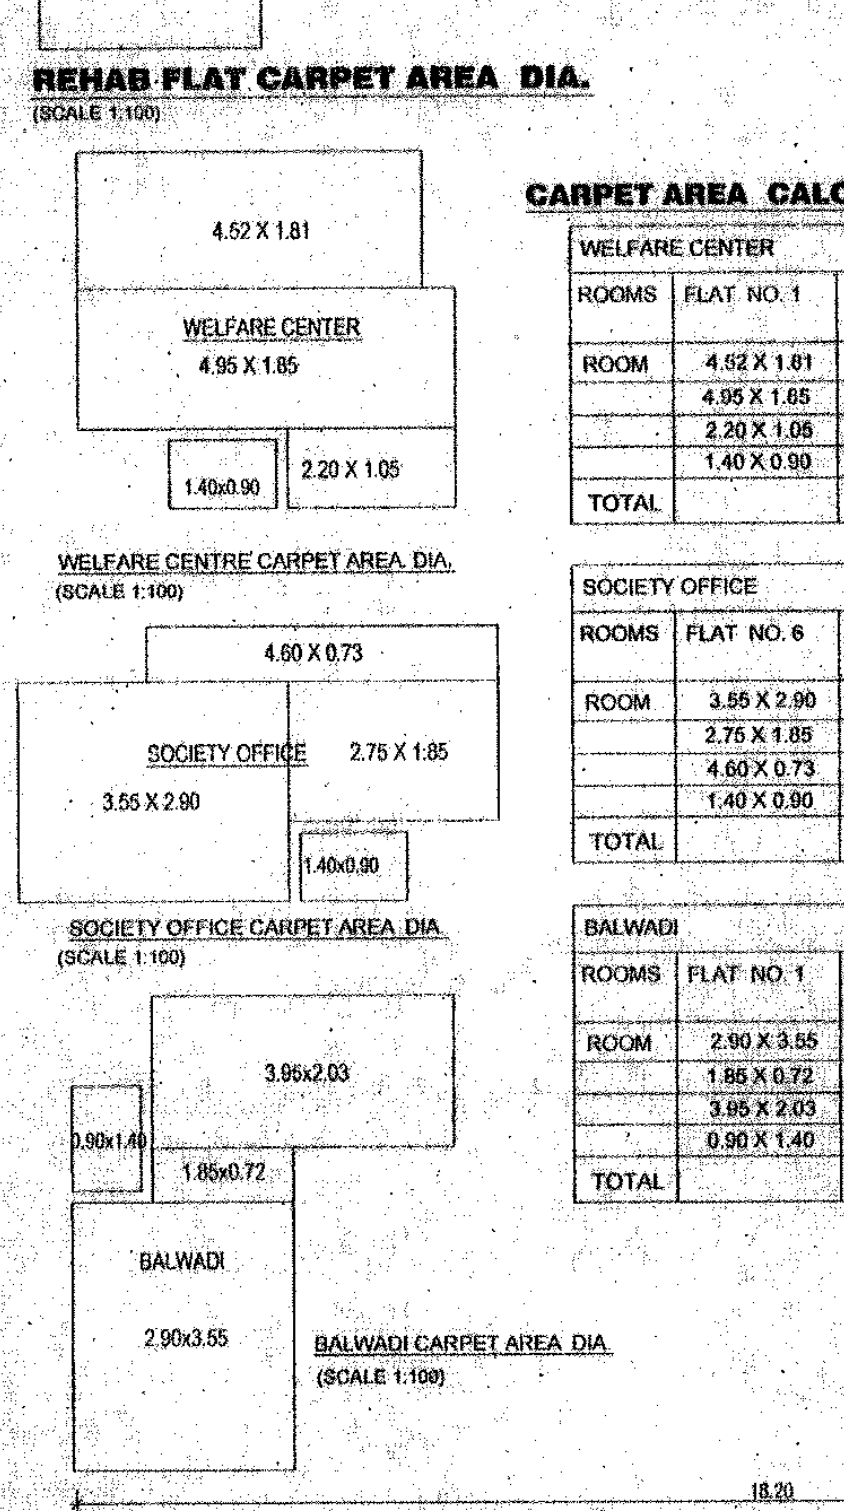 REHAB FLAT CARPET AREA DIA.
(SCALE 1:100)
4.52 X 1.81
WELFARE CENTER
4.95 X 1.85
1.40x0.90
2.20 X 1.05
WELFARE CENTRE CARPET AREA. DIA.
(SCALE 1:100)
4.60 X 0.73
SOCIETY OFFICE
2.75 X 1.85
3.55 X 2.90
1.40x0.90
SOCIETY OFFICE CARPET AREA DIA
(SCALE 1:100)
3.95x2.03
0.90x1.40
1.85x0.72
BALWADI
2.90x3.55
BALWADI CARPET AREA DIA
(SCALE 1:100)
18.20
CARPET AREA CALC
WELFARE CENTER
ROOMS FLAT NO. 1
ROOM 4.52 X 1.81
4.95 X 1.85
2.20 X 1.05
1.40 X 0.90
TOTAL
SOCIETY OFFICE
ROOMS FLAT NO. 6
ROOM 3.55 X 2.90
2.75 X 1.85
4.60 X 0.73
1.40 X 0.90
TOTAL
BALWADI
ROOMS FLAT NO. 1
ROOM 2.90 X 3.55
1.85 X 0.72
3.95 X 2.03
0.90 X 1.40
TOTAL